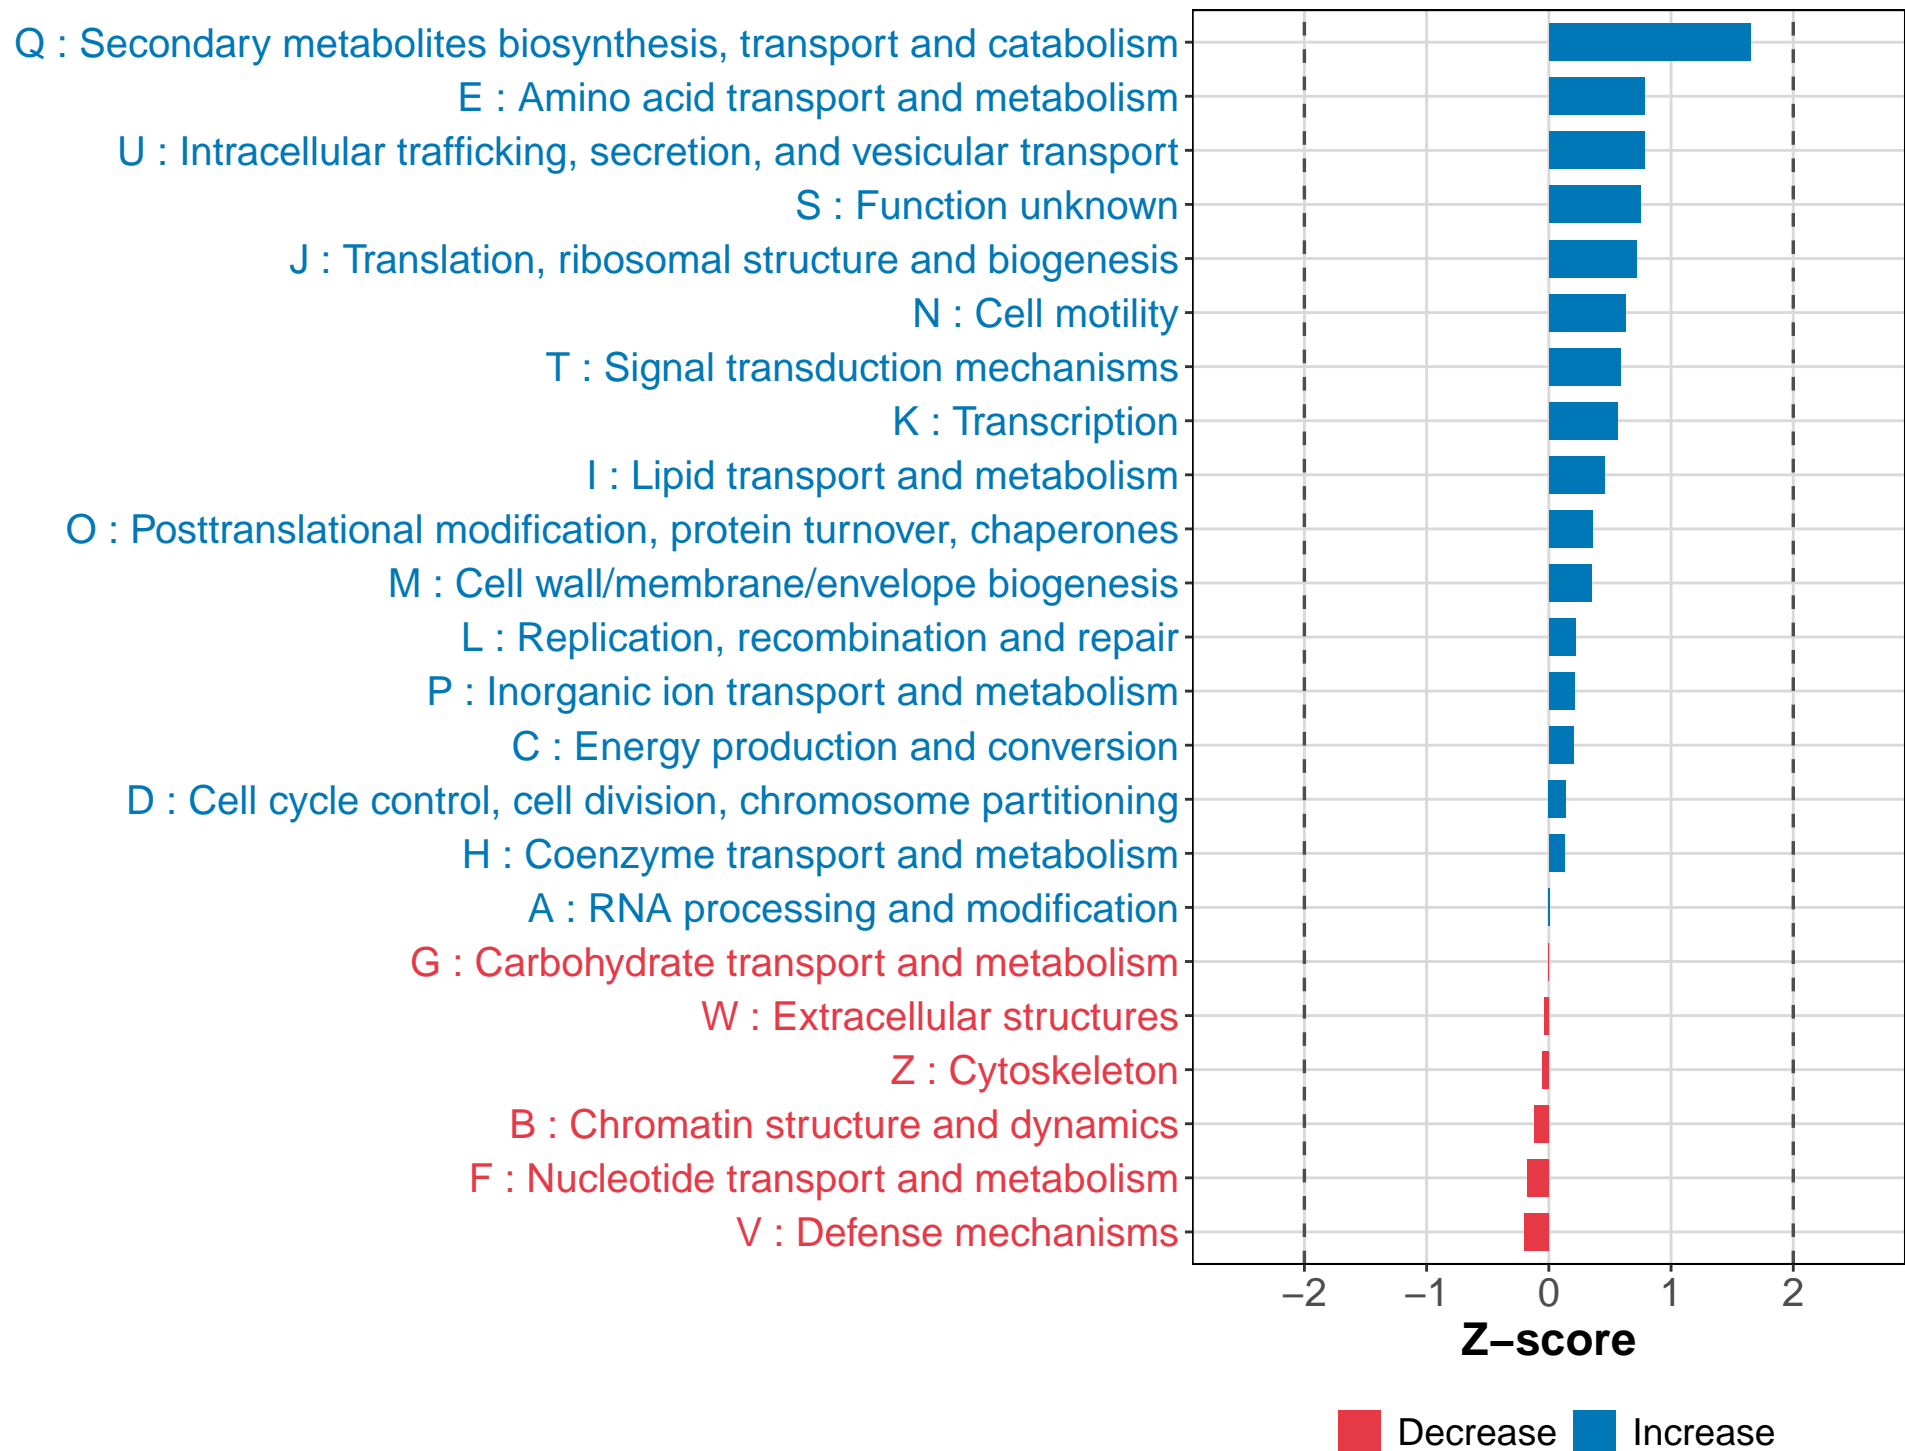 Q : Secondary metabolites biosynthesis, transport and catabolism
E : Amino acid transport and metabolism
U : Intracellular trafficking, secretion, and vesicular transport
S : Function unknown
J : Translation, ribosomal structure and biogenesis
N : Cell motility
T : Signal transduction mechanisms
K : Transcription
I : Lipid transport and metabolism
O : Posttranslational modification, protein turnover, chaperones
M : Cell wall/membrane/envelope biogenesis
L : Replication, recombination and repair
P : Inorganic ion transport and metabolism
C : Energy production and conversion
D : Cell cycle control, cell division, chromosome partitioning
H : Coenzyme transport and metabolism
A : RNA processing and modification
G : Carbohydrate transport and metabolism
W : Extracellular structures
Z : Cytoskeleton
B : Chromatin structure and dynamics
F : Nucleotide transport and metabolism
V : Defense mechanisms
−2 −1 0 1 2
Z−score
Decrease Increase